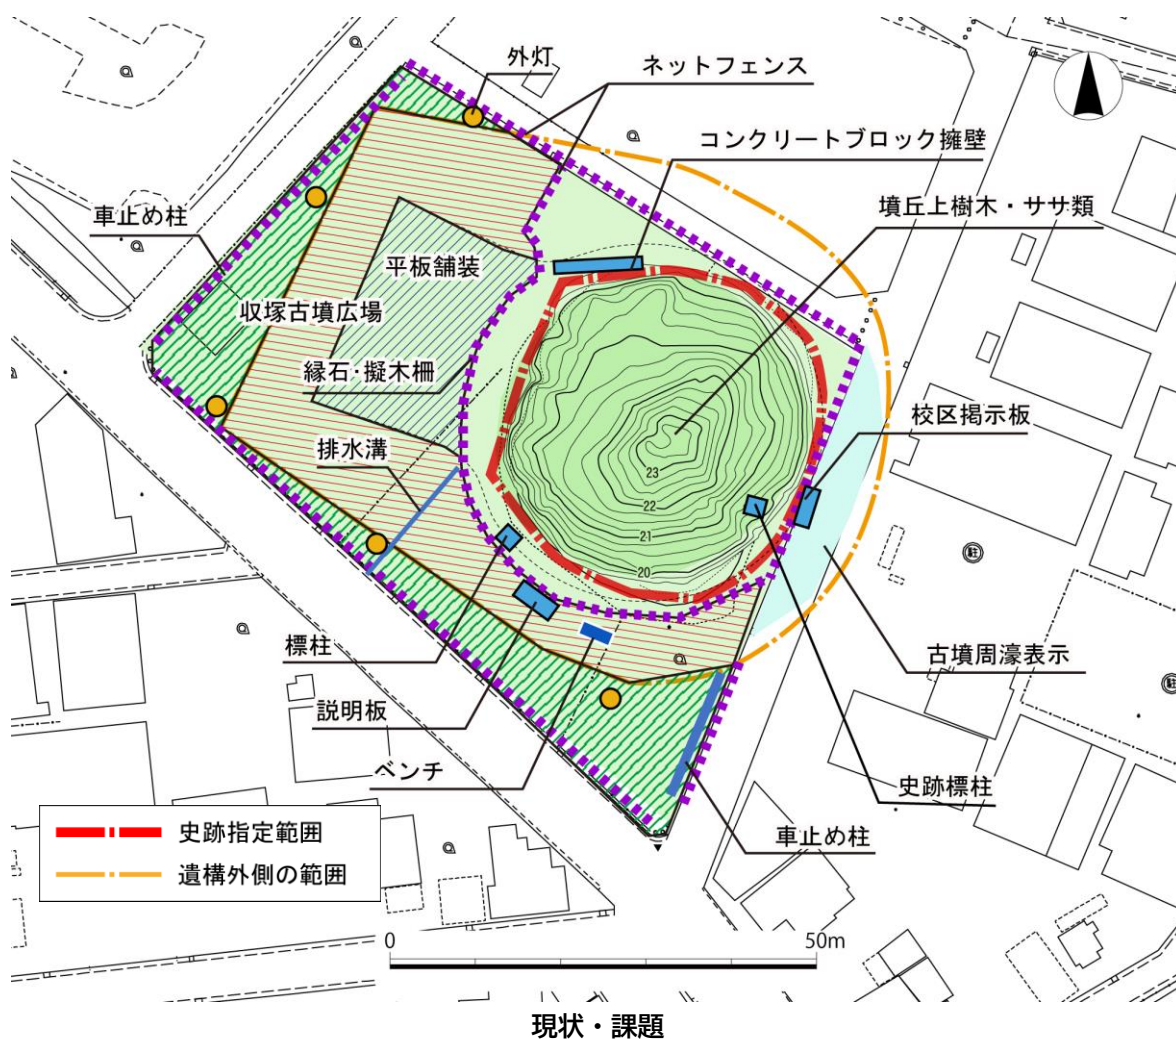 外灯
ネットフェンス
コンクリートブロック擁壁
墳丘上樹木・ササ類
車止め柱
平板舗装
収塚古墳広場
縁石・擬木柵
校区掲示板
排水溝
23
22
21
20
標柱
古墳周濠表示
説明板
ベンチ
史跡標柱
車止め柱
史跡指定範囲
遺構外側の範囲
0
50m
現状・課題